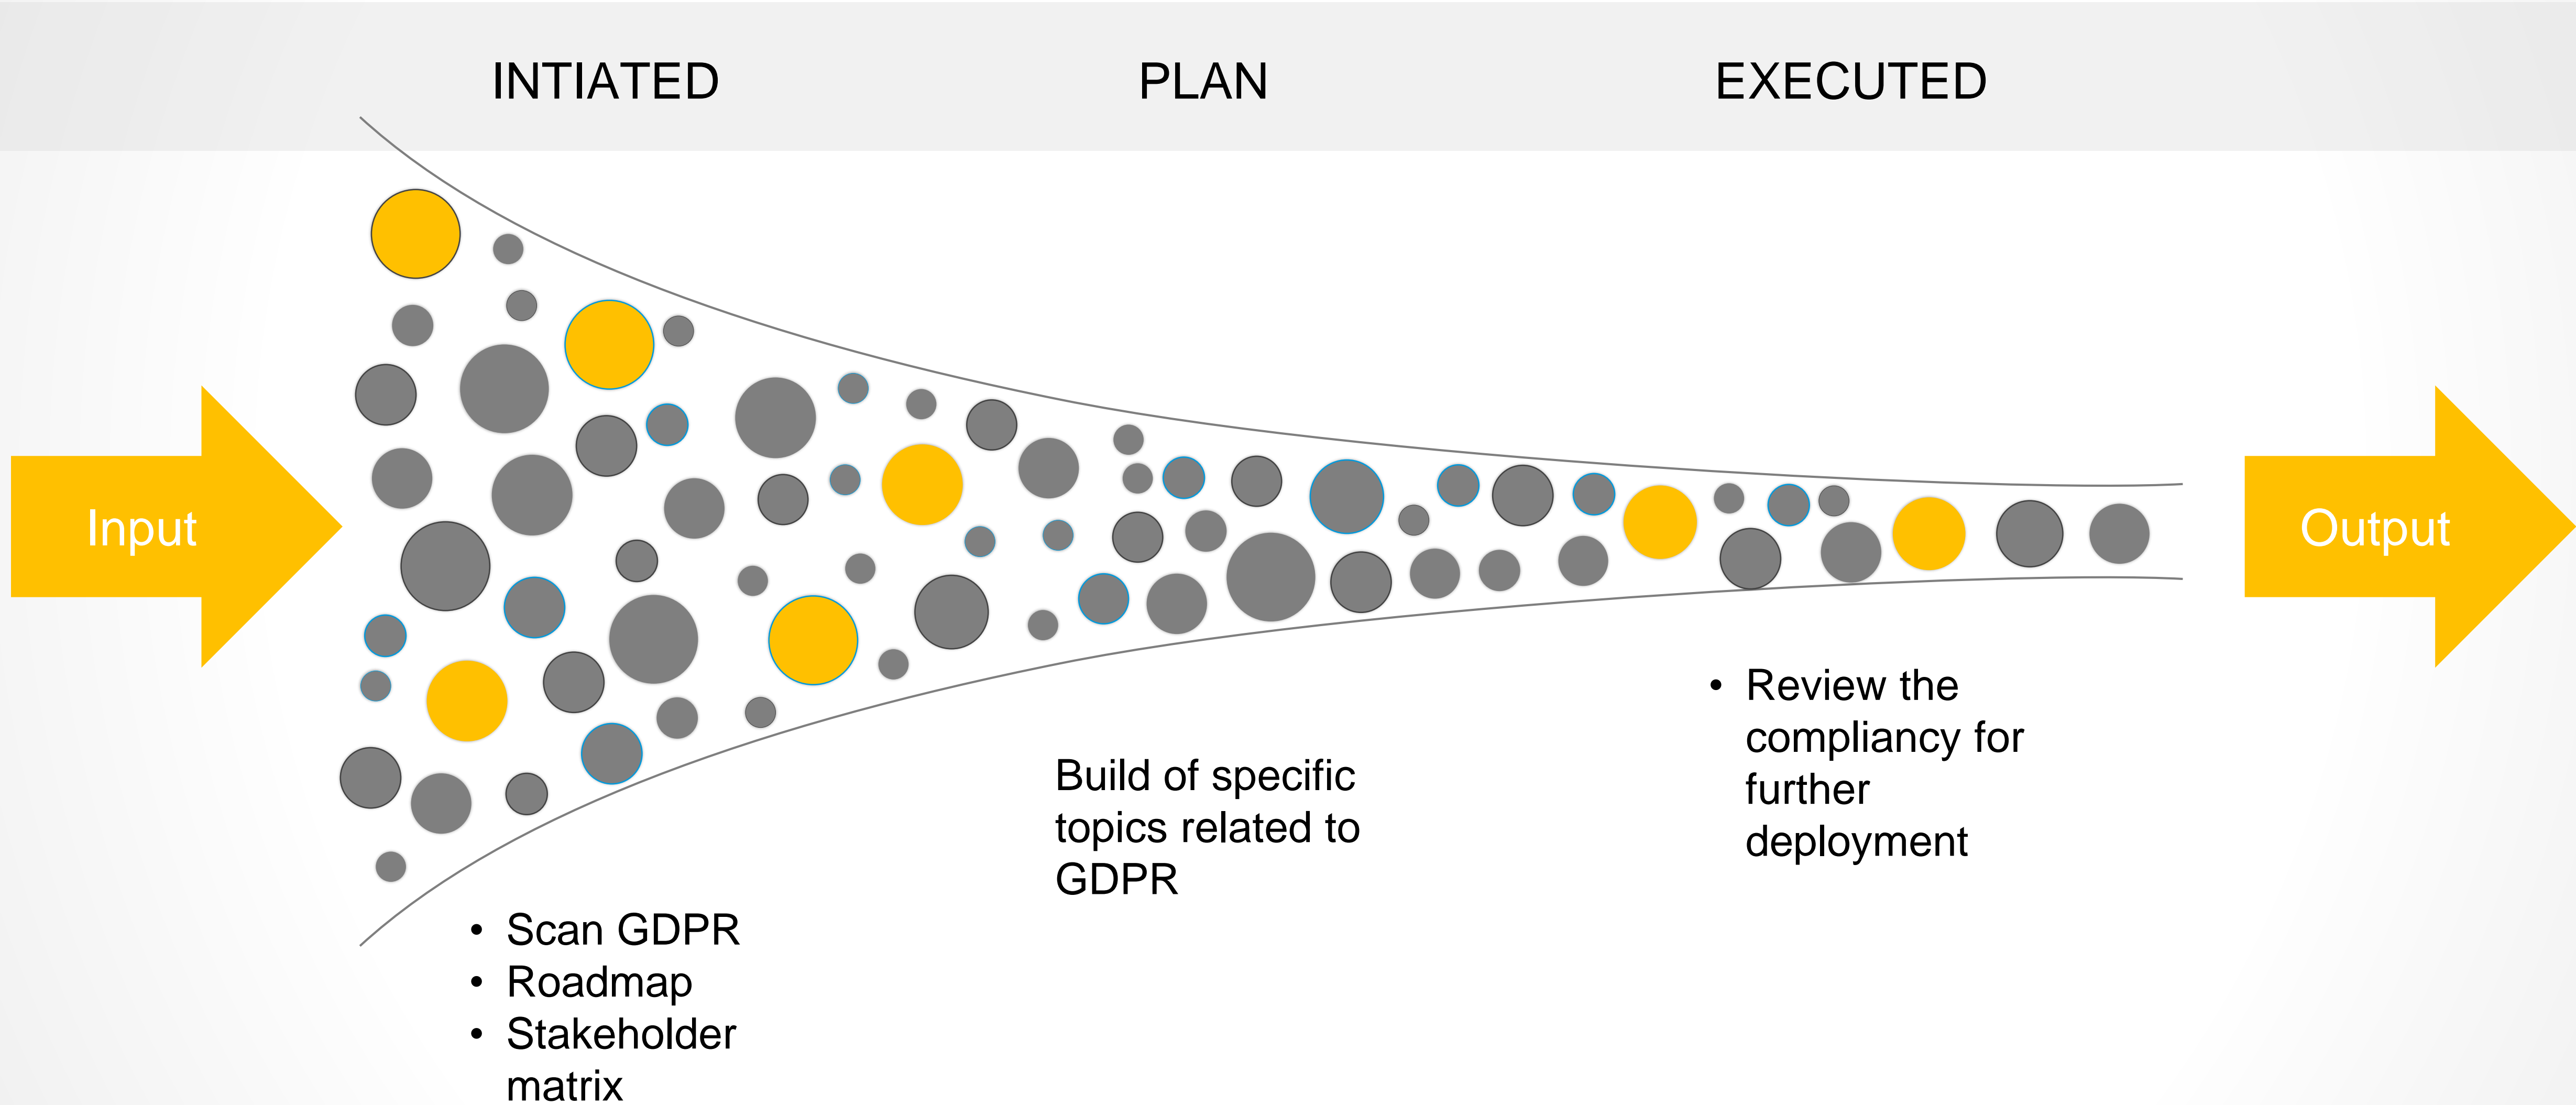 INTIATED
PLAN
EXECUTED
Input
Output
• Scan GDPR
• Roadmap
• Stakeholder
matrix
Build of specific
topics related to
GDPR
• Review the
compliancy for
further
deployment